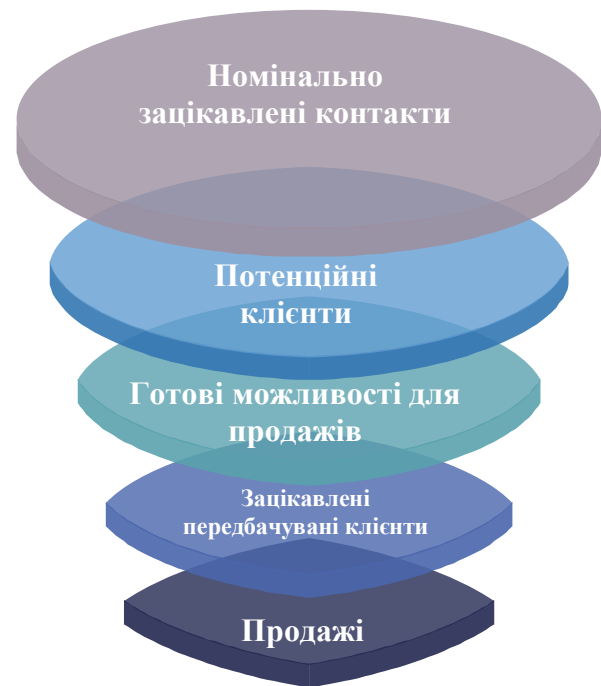 Номінально
зацікавлені контакти
Потенційні
клієнти
Готові можливості для
продажів
Зацікавлені
передбачувані клієнти
Продажі